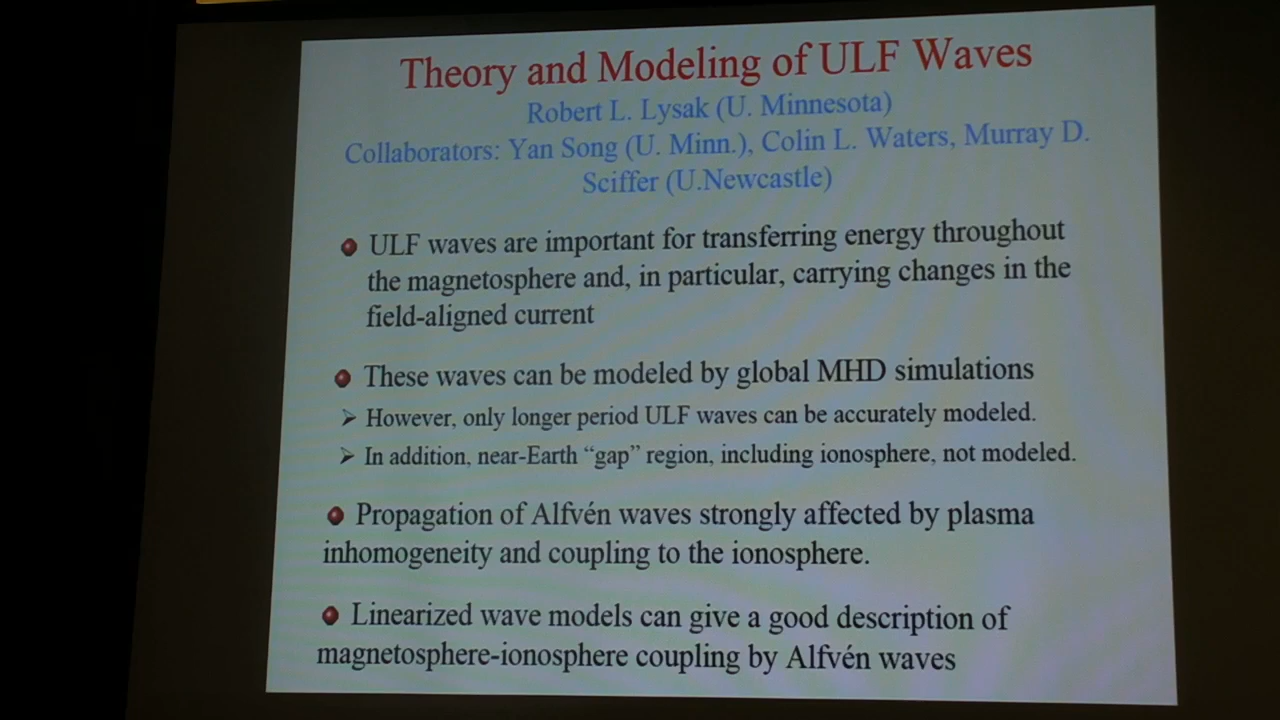 Theory and Modeling of ULF Waves
Robert L. Lysak (U. Minnesota)
Collaborators: Yan Song (U. Minn.), Colin L. Waters, Murray D.
Sciffer (U.Newcastle)
ULF waves are important for transferring energy throughout
the magnetosphere and, in particular, carrying changes in the
field-aligned current
These waves can be modeled by global MHD simulations
However, only longer period ULF waves can be accurately modeled.
In addition, near-Earth “gap” region, including ionosphere, not modeled.
Propagation of Alfvén waves strongly affected by plasma
inhomogeneity and coupling to the ionosphere.
Linearized wave models can give a good description of
magnetosphere-ionosphere coupling by Alfvén waves